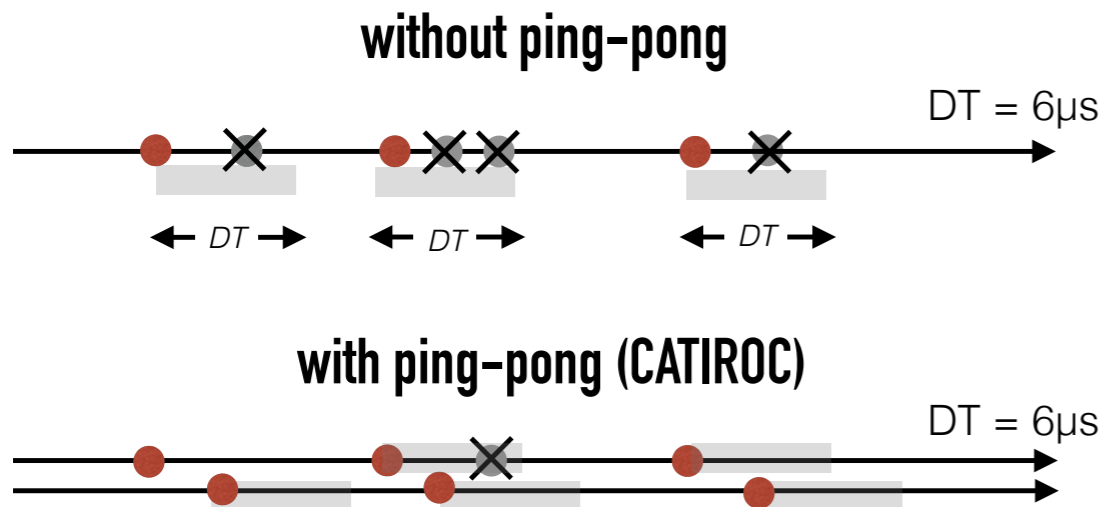 without ping-pong
DT = 6μs
DT
DT
DT
with ping-pong (CATIROC)
DT = 6μs